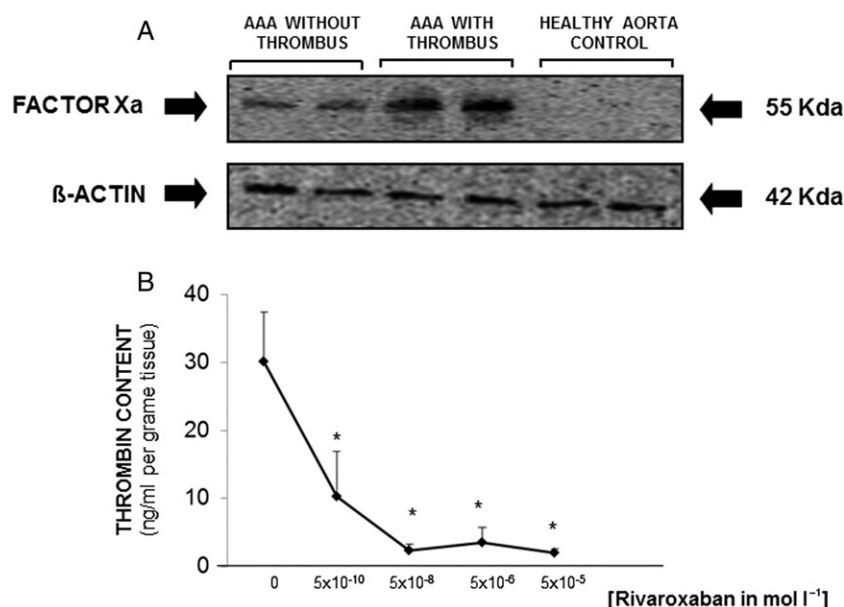 A
AAA WITHOUT THROMBUS
AAA WITH THROMBUS
HEALTHY AORTA CONTROL
FACTOR Xa
55 Kda
ß-ACTIN
42 Kda
B
THROMBIN CONTENT
(ng/ml per grame tissue)
40
30
20
10
0
*
*
*
*
0 5x10⁻¹⁰ 5x10⁻⁸ 5x10⁻⁶ 5x10⁻⁵
[Rivaroxaban in mol l⁻¹]